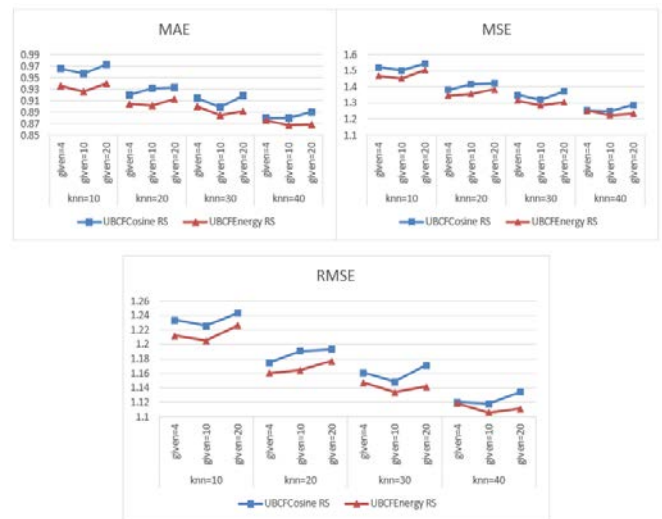 MAE
0.99
0.97
0.95
0.93
0.91
0.89
0.87
0.85
given=4
given=10
given=20
given=4
given=10
given=20
given=4
given=10
given=20
given=4
given=10
given=20
knn=10 knn=20 knn=30 knn=40
UBCFCosine RS UBCFEnergy RS
MSE
1.6
1.5
1.4
1.3
1.2
1.1
given=4
given=10
given=20
given=4
given=10
given=20
given=4
given=10
given=20
given=4
given=10
given=20
knn=10 knn=20 knn=30 knn=40
UBCFCosine RS UBCFEnergy RS
RMSE
1.26
1.24
1.22
1.2
1.18
1.16
1.14
1.12
1.1
given=4
given=10
given=20
given=4
given=10
given=20
given=4
given=10
given=20
given=4
given=10
given=20
knn=10 knn=20 knn=30 knn=40
UBCFCosine RS UBCFEnergy RS